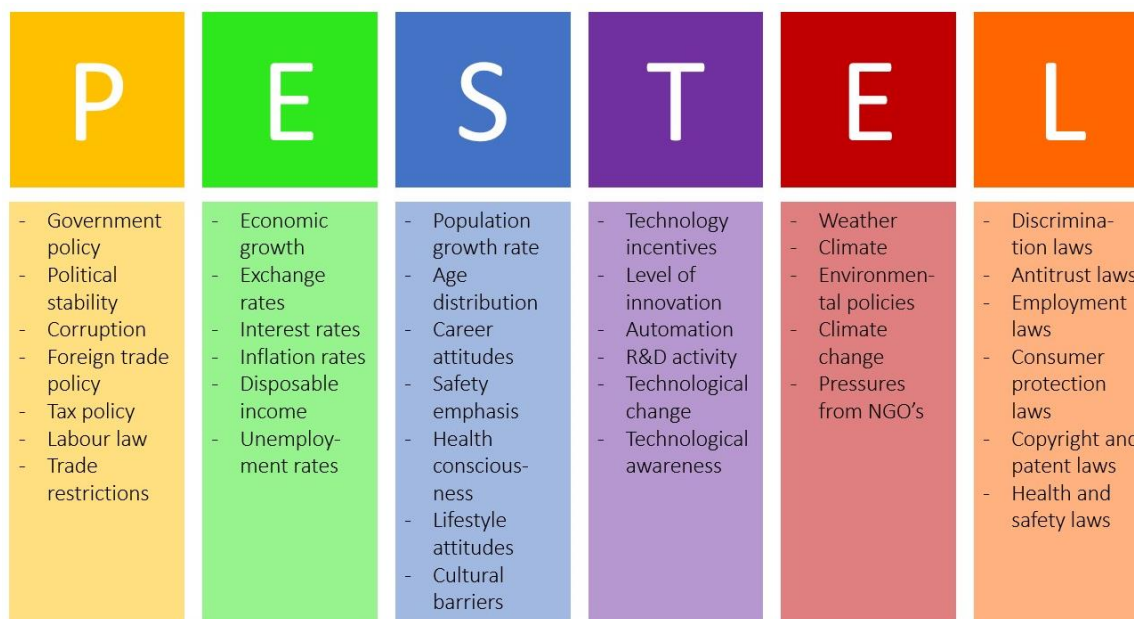 P
E
S
T
E
L
- Government
policy
- Political
stability
- Corruption
- Foreign trade
policy
- Tax policy
- Labour law
- Trade
restrictions
- Economic
growth
- Exchange
rates
- Interest rates
- Inflation rates
- Disposable
income
- Unemploy-
ment rates
- Population
growth rate
- Age
distribution
- Career
attitudes
- Safety
emphasis
- Health
conscious-
ness
- Lifestyle
attitudes
- Cultural
barriers
- Technology
incentives
- Level of
innovation
- Automation
- R&D activity
- Technological
change
- Technological
awareness
- Weather
- Climate
- Environmen-
tal policies
- Climate
change
- Pressures
from NGO’s
- Discrimina-
tion laws
- Antitrust laws
- Employment
laws
- Consumer
protection
laws
- Copyright and
patent laws
- Health and
safety laws